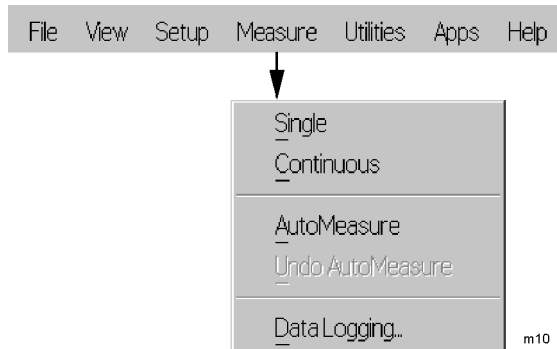 File View Setup Measure Utilities Apps Help
Single
Continuous
AutoMeasure
Undo AutoMeasure
Data Logging...
m10